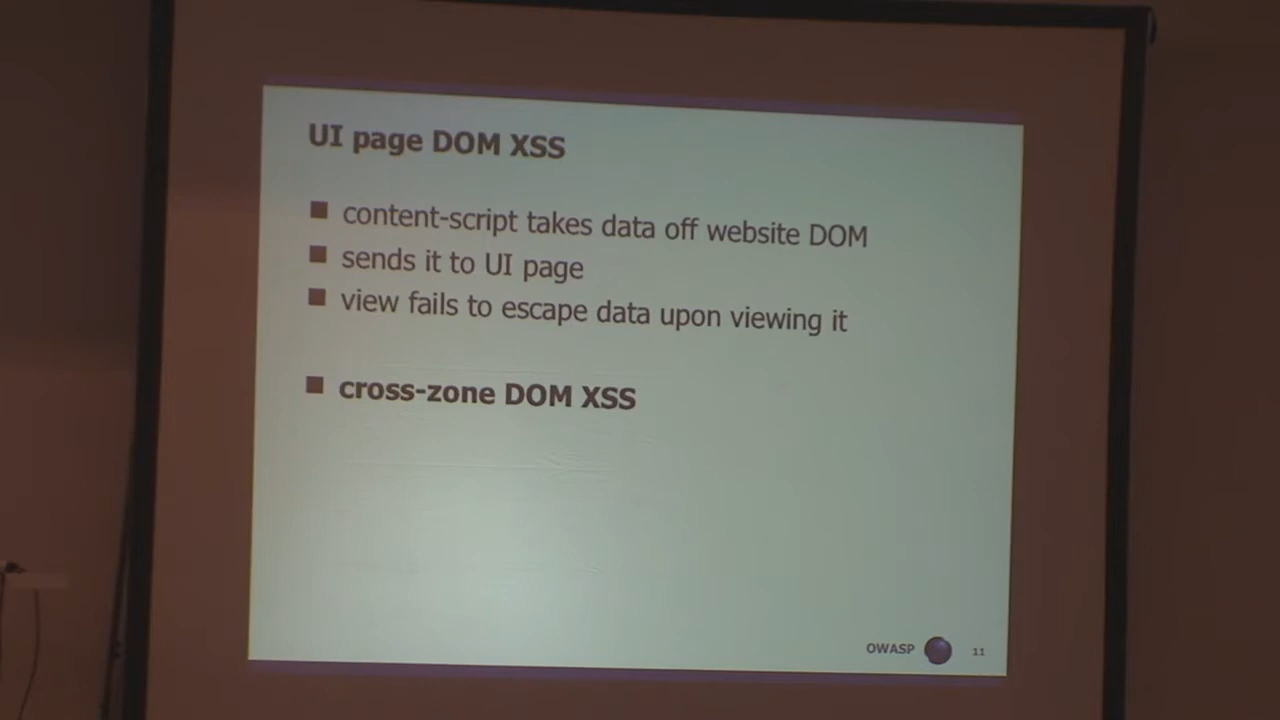 UI page DOM XSS
content-script takes data off website DOM
sends it to UI page
view fails to escape data upon viewing it
cross-zone DOM XSS
OWASP 11